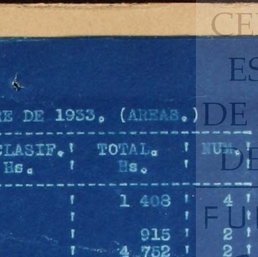 RE DE 1933. (AREAS.)
CLASIF. TOTAL. NUM.
Hs. Hs.
1 408 4
915 2
4 752 2
CE
ES
DE
DE
FU